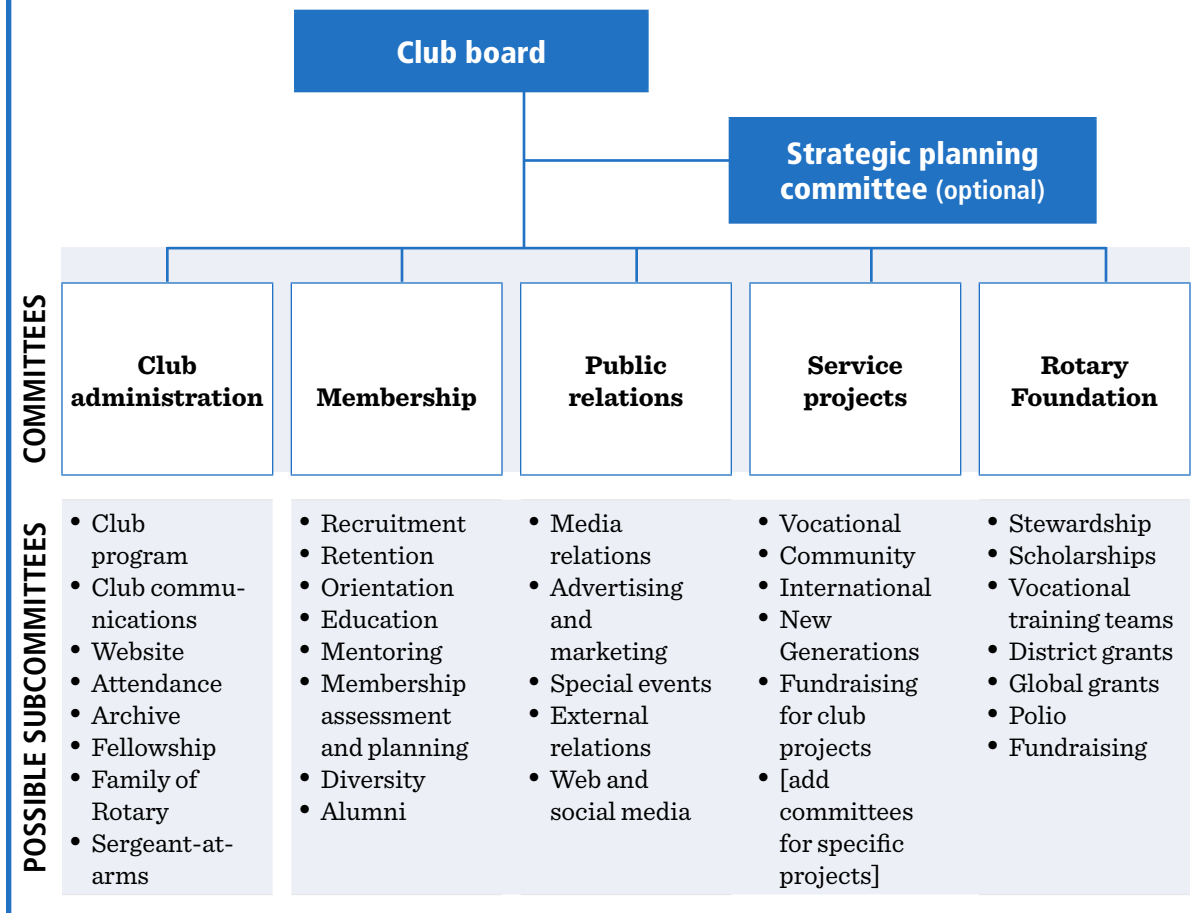 Club board
Strategic planning
committee (optional)
COMMITTEES
Club
administration
Membership
Public
relations
Service
projects
Rotary
Foundation
POSSIBLE SUBCOMMITTEES
• Club
program
• Club commu-
nications
• Website
• Attendance
• Archive
• Fellowship
• Family of
Rotary
• Sergeant-at-
arms
• Recruitment
• Retention
• Orientation
• Education
• Mentoring
• Membership
assessment
and planning
• Diversity
• Alumni
• Media
relations
• Advertising
and
marketing
• Special events
• External
relations
• Web and
social media
• Vocational
• Community
• International
• New
Generations
• Fundraising
for club
projects
• [add
committees
for specific
projects]
• Stewardship
• Scholarships
• Vocational
training teams
• District grants
• Global grants
• Polio
• Fundraising